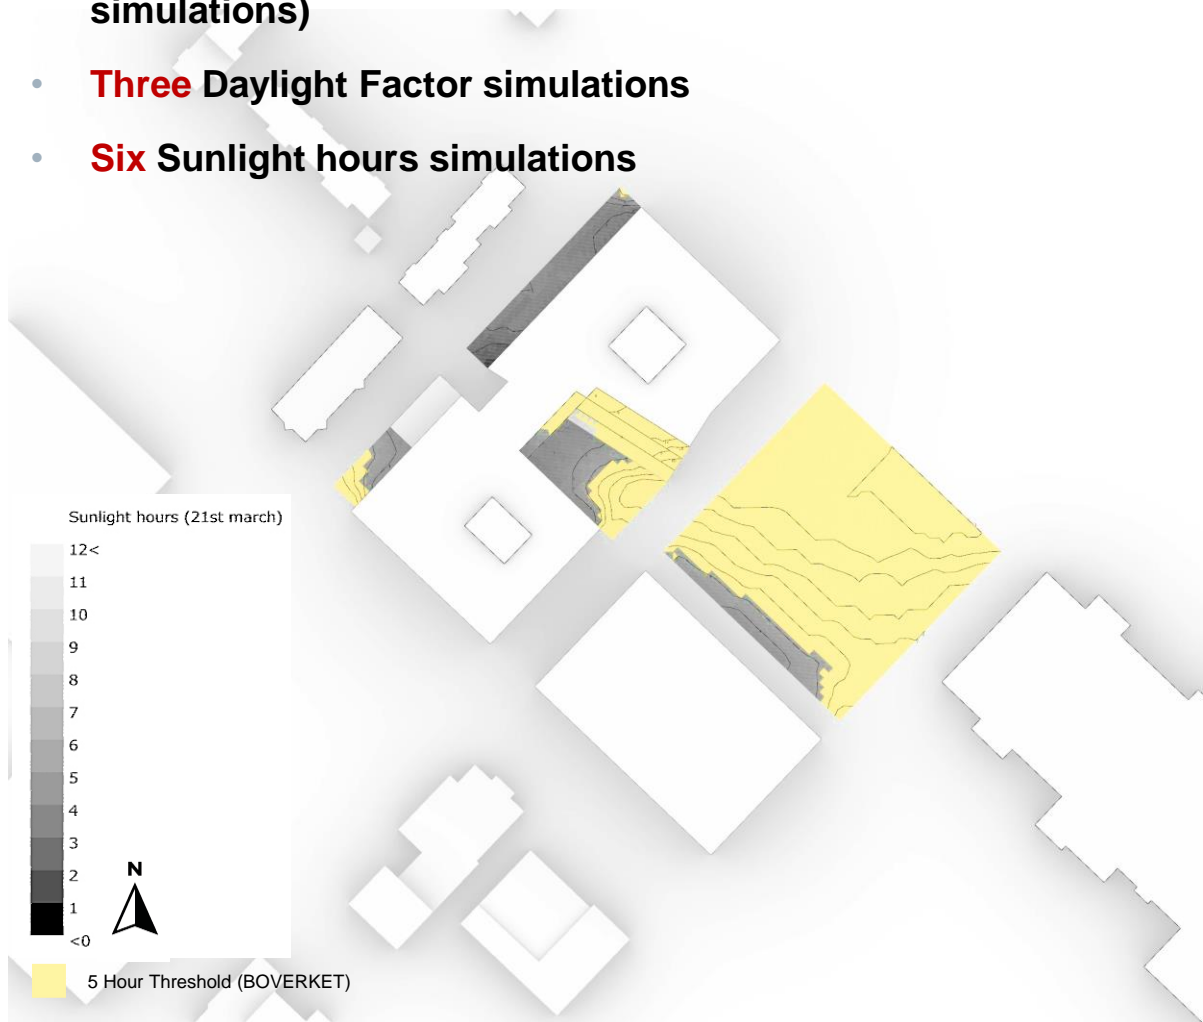 simulations)
• Three Daylight Factor simulations
• Six Sunlight hours simulations
Sunlight hours (21st march)
12<
11
10
9
8
7
6
5
4
3
2
1
<0
N
5 Hour Threshold (BOVERKET)